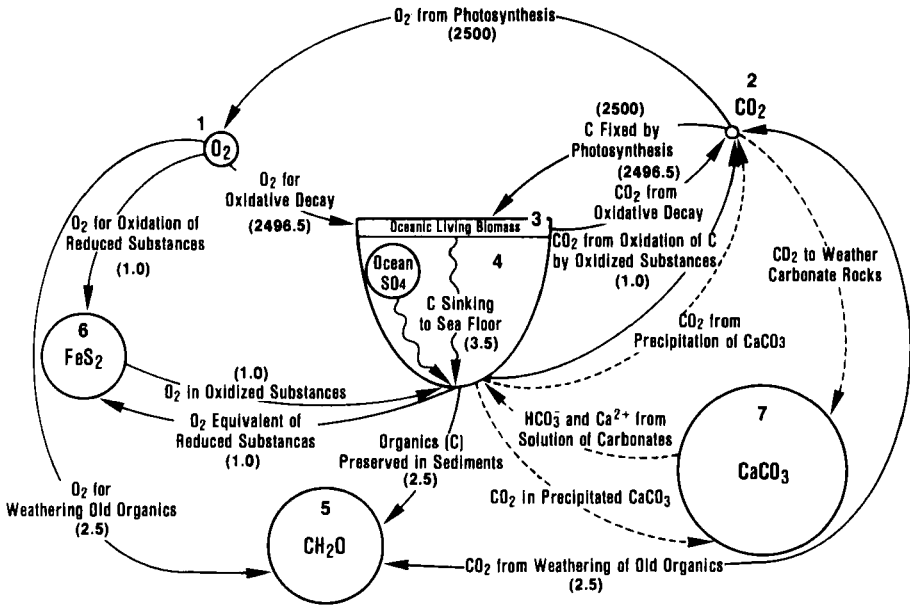 O2 from Photosynthesis
(2500)
2
CO2
1
O2
(2500)
C Fixed by
Photosynthesis
(2496.5)
CO2 from
Oxidative Decay
O2 for
Oxidative Decay
(2496.5)
3
Oceanic Living Biomass
O2 for Oxidation of
Reduced Substances
(1.0)
4
Ocean
SO4
CO2 from Oxidation of C
by Oxidized Substances
(1.0)
CO2 to Weather
Carbonate Rocks
C Sinking
to Sea Floor
(3.5)
CO2 from
Precipitation of CaCO3
6
FeS2
(1.0)
O2 in Oxidized Substances
O2 Equivalent of
Reduced Substancas
(1.0)
HCO3- and Ca2+ from
Solution of Carbonates
7
CaCO3
Organics (C)
Preserved in Sediments
(2.5)
O2 for
Weathering Old Organics
(2.5)
CO2 in Precipitated CaCO3
5
CH2O
CO2 from Weathering of Old Organics
(2.5)